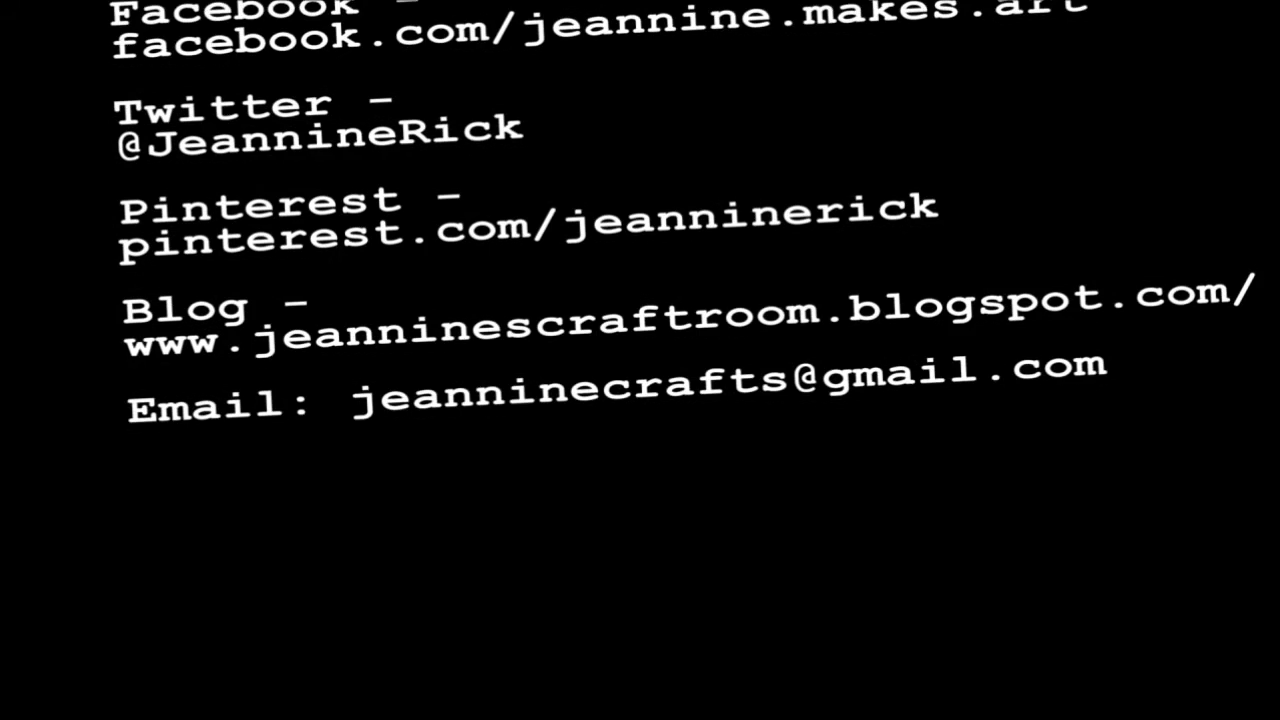 Facebook -
facebook.com/jeannine.makes.art
Twitter -
@JeannineRick
Pinterest -
pinterest.com/jeanninerick
Blog -
www.jeanninescraftroom.blogspot.com/
Email: jeanninecrafts@gmail.com